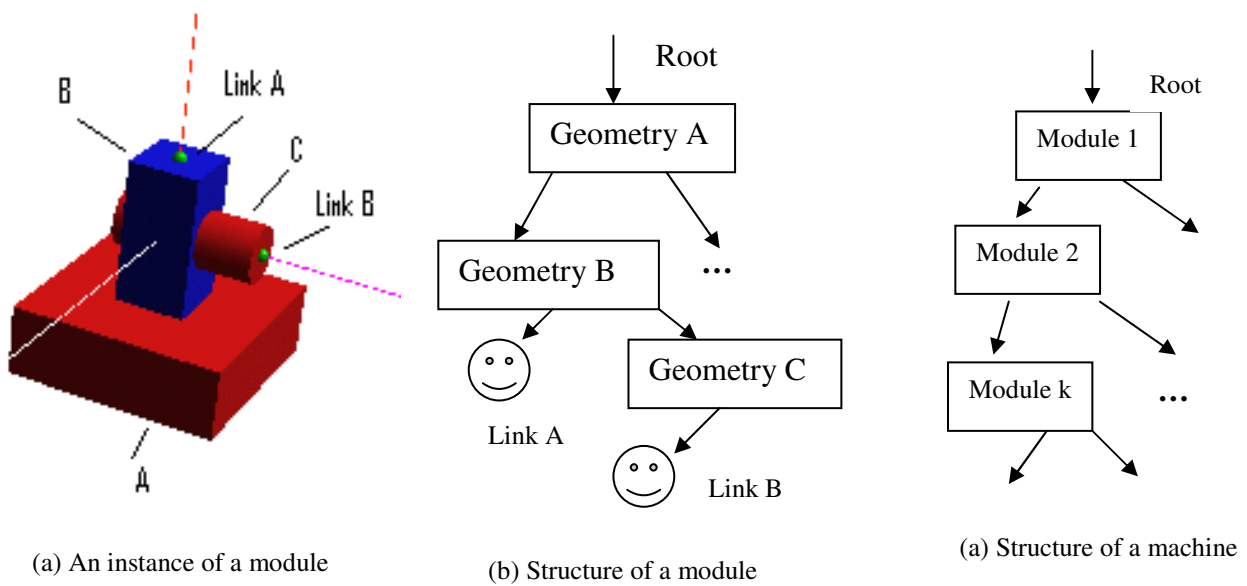 B
Link A
C
Link B
A
(a) An instance of a module
Root
Geometry A
Geometry B
...
Geometry C
Link A
Link B
(b) Structure of a module
Root
Module 1
Module 2
Module k
...
(a) Structure of a machine